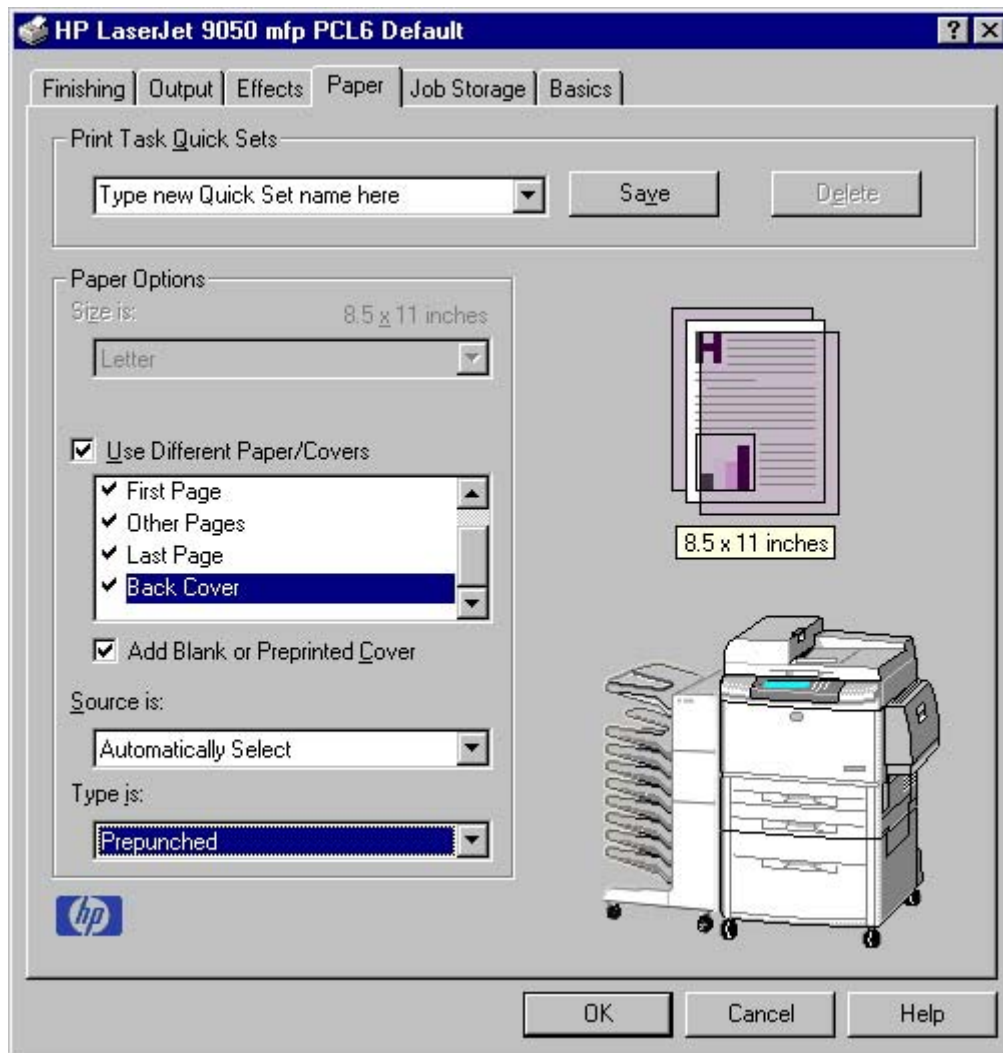 HP LaserJet 9050 mfp PCL6 Default
Finishing Output Effects Paper Job Storage Basics
Print Task Quick Sets
Type new Quick Set name here Save Delete
Paper Options
Size is: 8.5 x 11 inches
Letter
H
Use Different Paper/Covers
First Page
Other Pages
Last Page
Back Cover
8.5 x 11 inches
Add Blank or Preprinted Cover
Source is:
Automatically Select
Type is:
Prepunched
hp
OK Cancel Help